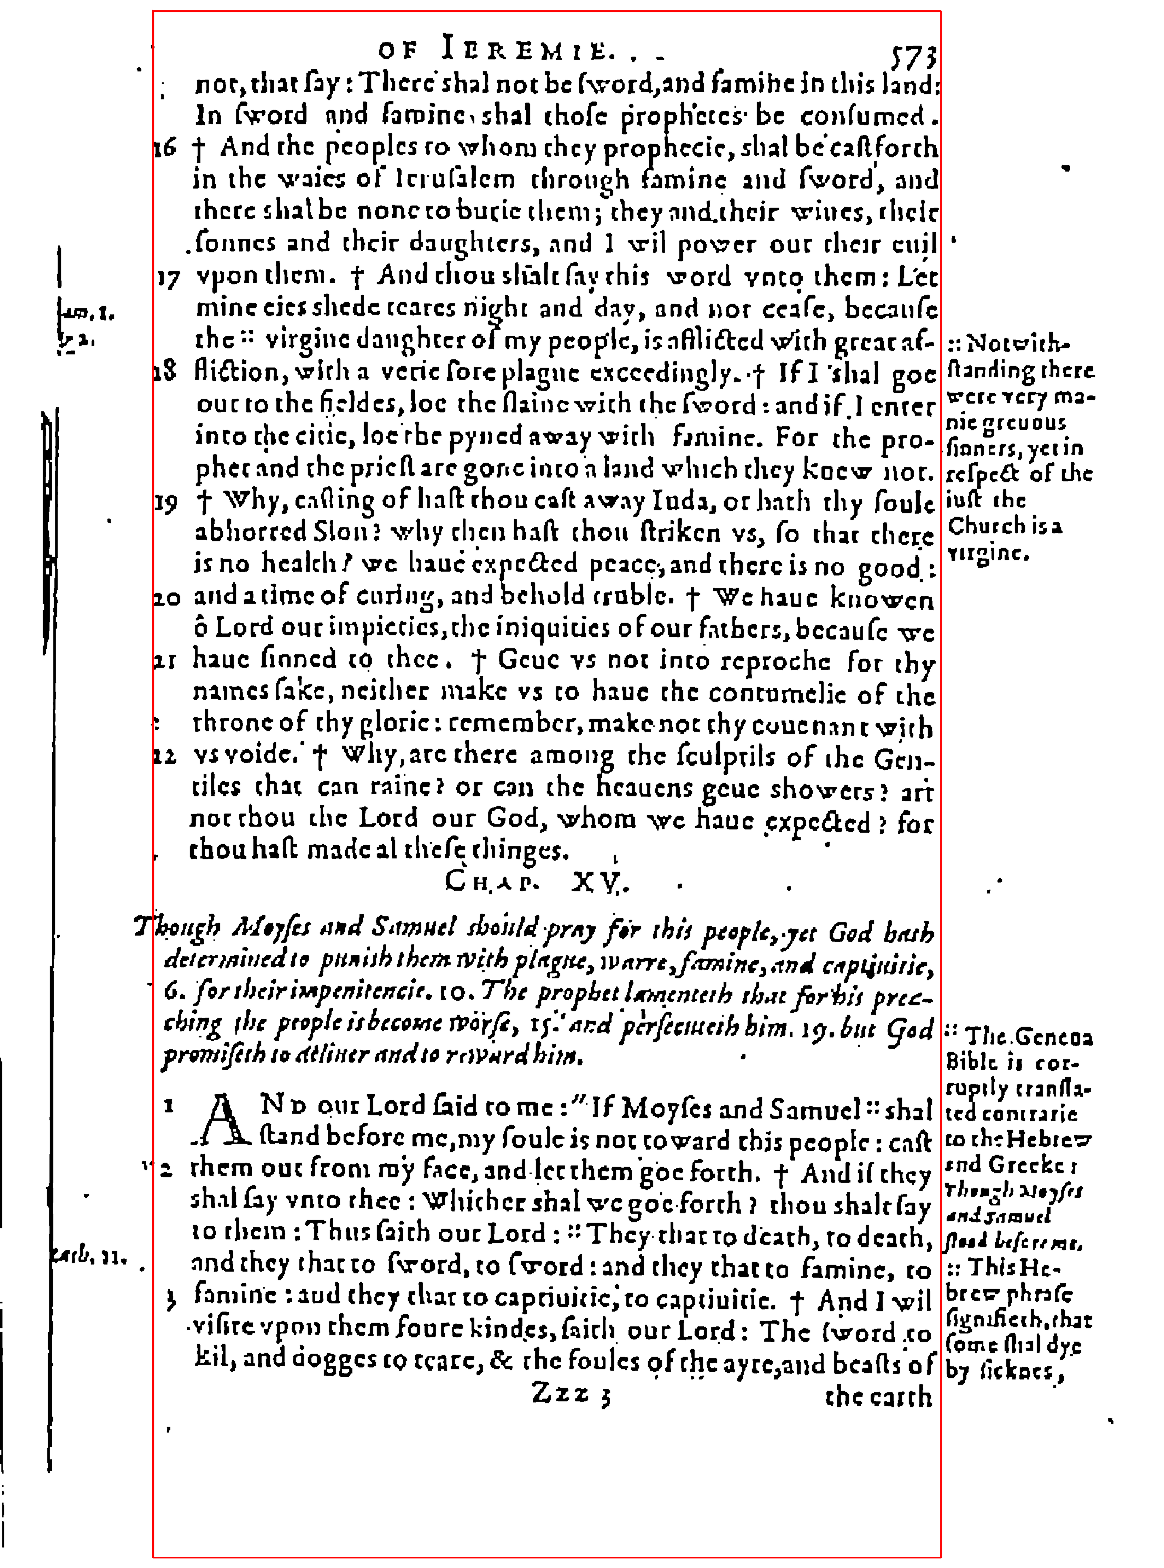 OF IEREMIE.
573
not, that ſay: There shal not be ſword, and famine in this land:
In ſword and famine, shal thoſe prophetes be conſumed.
16 † And the peoples to whom they prophecie, shal be caſt forth
in the waies of Ieruſalem through famine and ſword, and
there shal be none to burie them; they and their wiues, their
ſonnes and their daughters, and I wil power out their euil
17 vpon them. † And thou shalt ſay this word vnto them: Let
mine eies shede teares night and day, and not ceaſe, becauſe
the :: virgine daughter of my people, is afflicted with great af-
18 fliction, with a verie ſore plague exceedingly. † If I shal goe
out to the fieldes, loe the ſlaine with the ſword: and if I enter
into the citie, loe the pyned away with famine. For the pro-
phet and the prieſt are gone into a land which they knew not.
19 † Why, caſting of haſt thou caſt away Iuda, or hath thy ſoule
abhorred Sion? why then haſt thou ſtriken vs, ſo that there
is no health? we haue expected peace, and there is no good:
20 and a time of curing, and behold truble. † We haue knowen
ô Lord our impieties, the iniquities of our fathers, becauſe we
21 haue ſinned to thee. † Geue vs not into reproche for thy
names ſake, neither make vs to haue the contumelie of the
throne of thy glorie: remember, make not thy couenant with
22 vs voide. † Why, are there among the ſculptils of the Gen-
tiles that can raine? or can the heauens geue showers? art
not thou the Lord our God, whom we haue expected? for
thou haſt made al theſe thinges.
:: Notwith-
ſtanding there
were very ma-
nie greuous
ſinners, yet in
reſpect of the
iuſt the
Church is a
virgine.
CHAP. XV.
Though Moyſes and Samuel should pray for this people, yet God hath
determined to punish them with plague, warre, famine, and captiuitie,
6. for their impenitencie. 10. The prophet lamenteth that for his prea-
ching the people is become worſe, 15. and perſecuteth him. 19. but God
promiſeth to deliuer and to reward him.
1 AND our Lord ſaid to me: " If Moyſes and Samuel :: shal
ſtand before me, my ſoule is not toward this people: caſt
2 them out from my face, and let them goe forth. † And if they
shal ſay vnto thee: Whither shal we goe forth? thou shalt ſay
to them: Thus ſaith our Lord: :: They that to death, to death,
and they that to ſword, to ſword: and they that to famine, to
3 famine: and they that to captiuitie, to captiuitie. † And I wil
viſite vpon them foure kindes, ſaith our Lord: The ſword to
kil, and dogges to teare, & the foules of the ayre, and beaſts of
:: The Geneua
Bible is cor-
ruptly tranſla-
ted contrarie
to the Hebrew
and Greeke:
Though Moyſes
and Samuel
ſtood before me.
:: This He-
brew phraſe
ſignifieth, that
ſome shal dye
by ſicknes,
Zzz 3
the earth